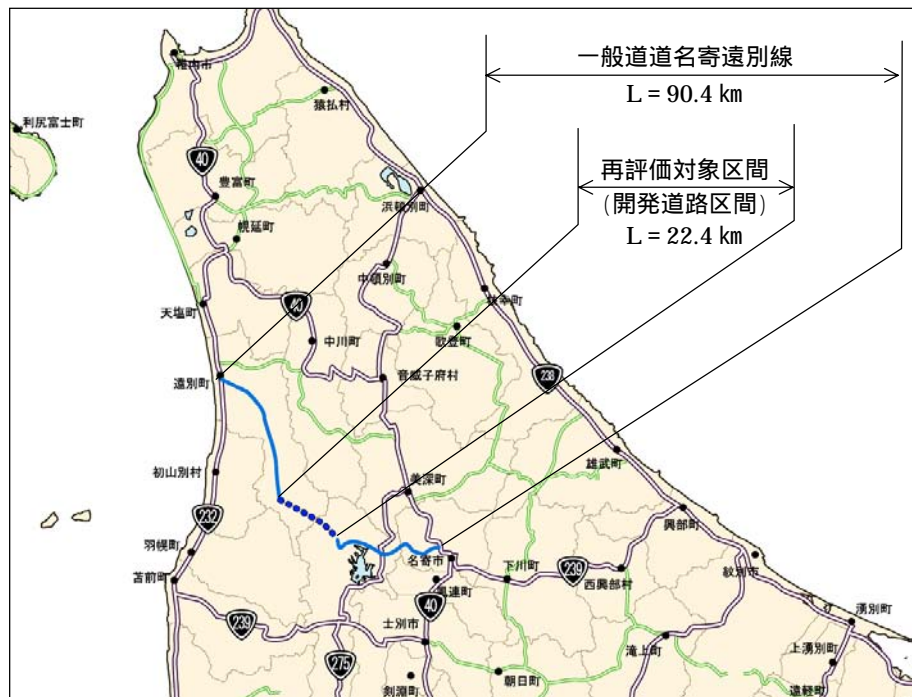 一般道道名寄遠別線
L = 90.4 ㎞
再評価対象区間
(開発道路区間)
L = 22.4 ㎞
稚内市
猿払村
利尻富士町
40
豊富町
浜頓別町
幌延町
中頓別町
天塩町
40
枝幸町
中川町
歌登町
遠別町
音威子府村
238
初山別村
美深町
雄武町
232
興部町
羽幌町
名寄市
下川町
239
西興部村
紋別市
苫前町
風連町
40
239
士別市
湧別町
滝上町
275
上湧別町
朝日町
剣淵町
遠軽町